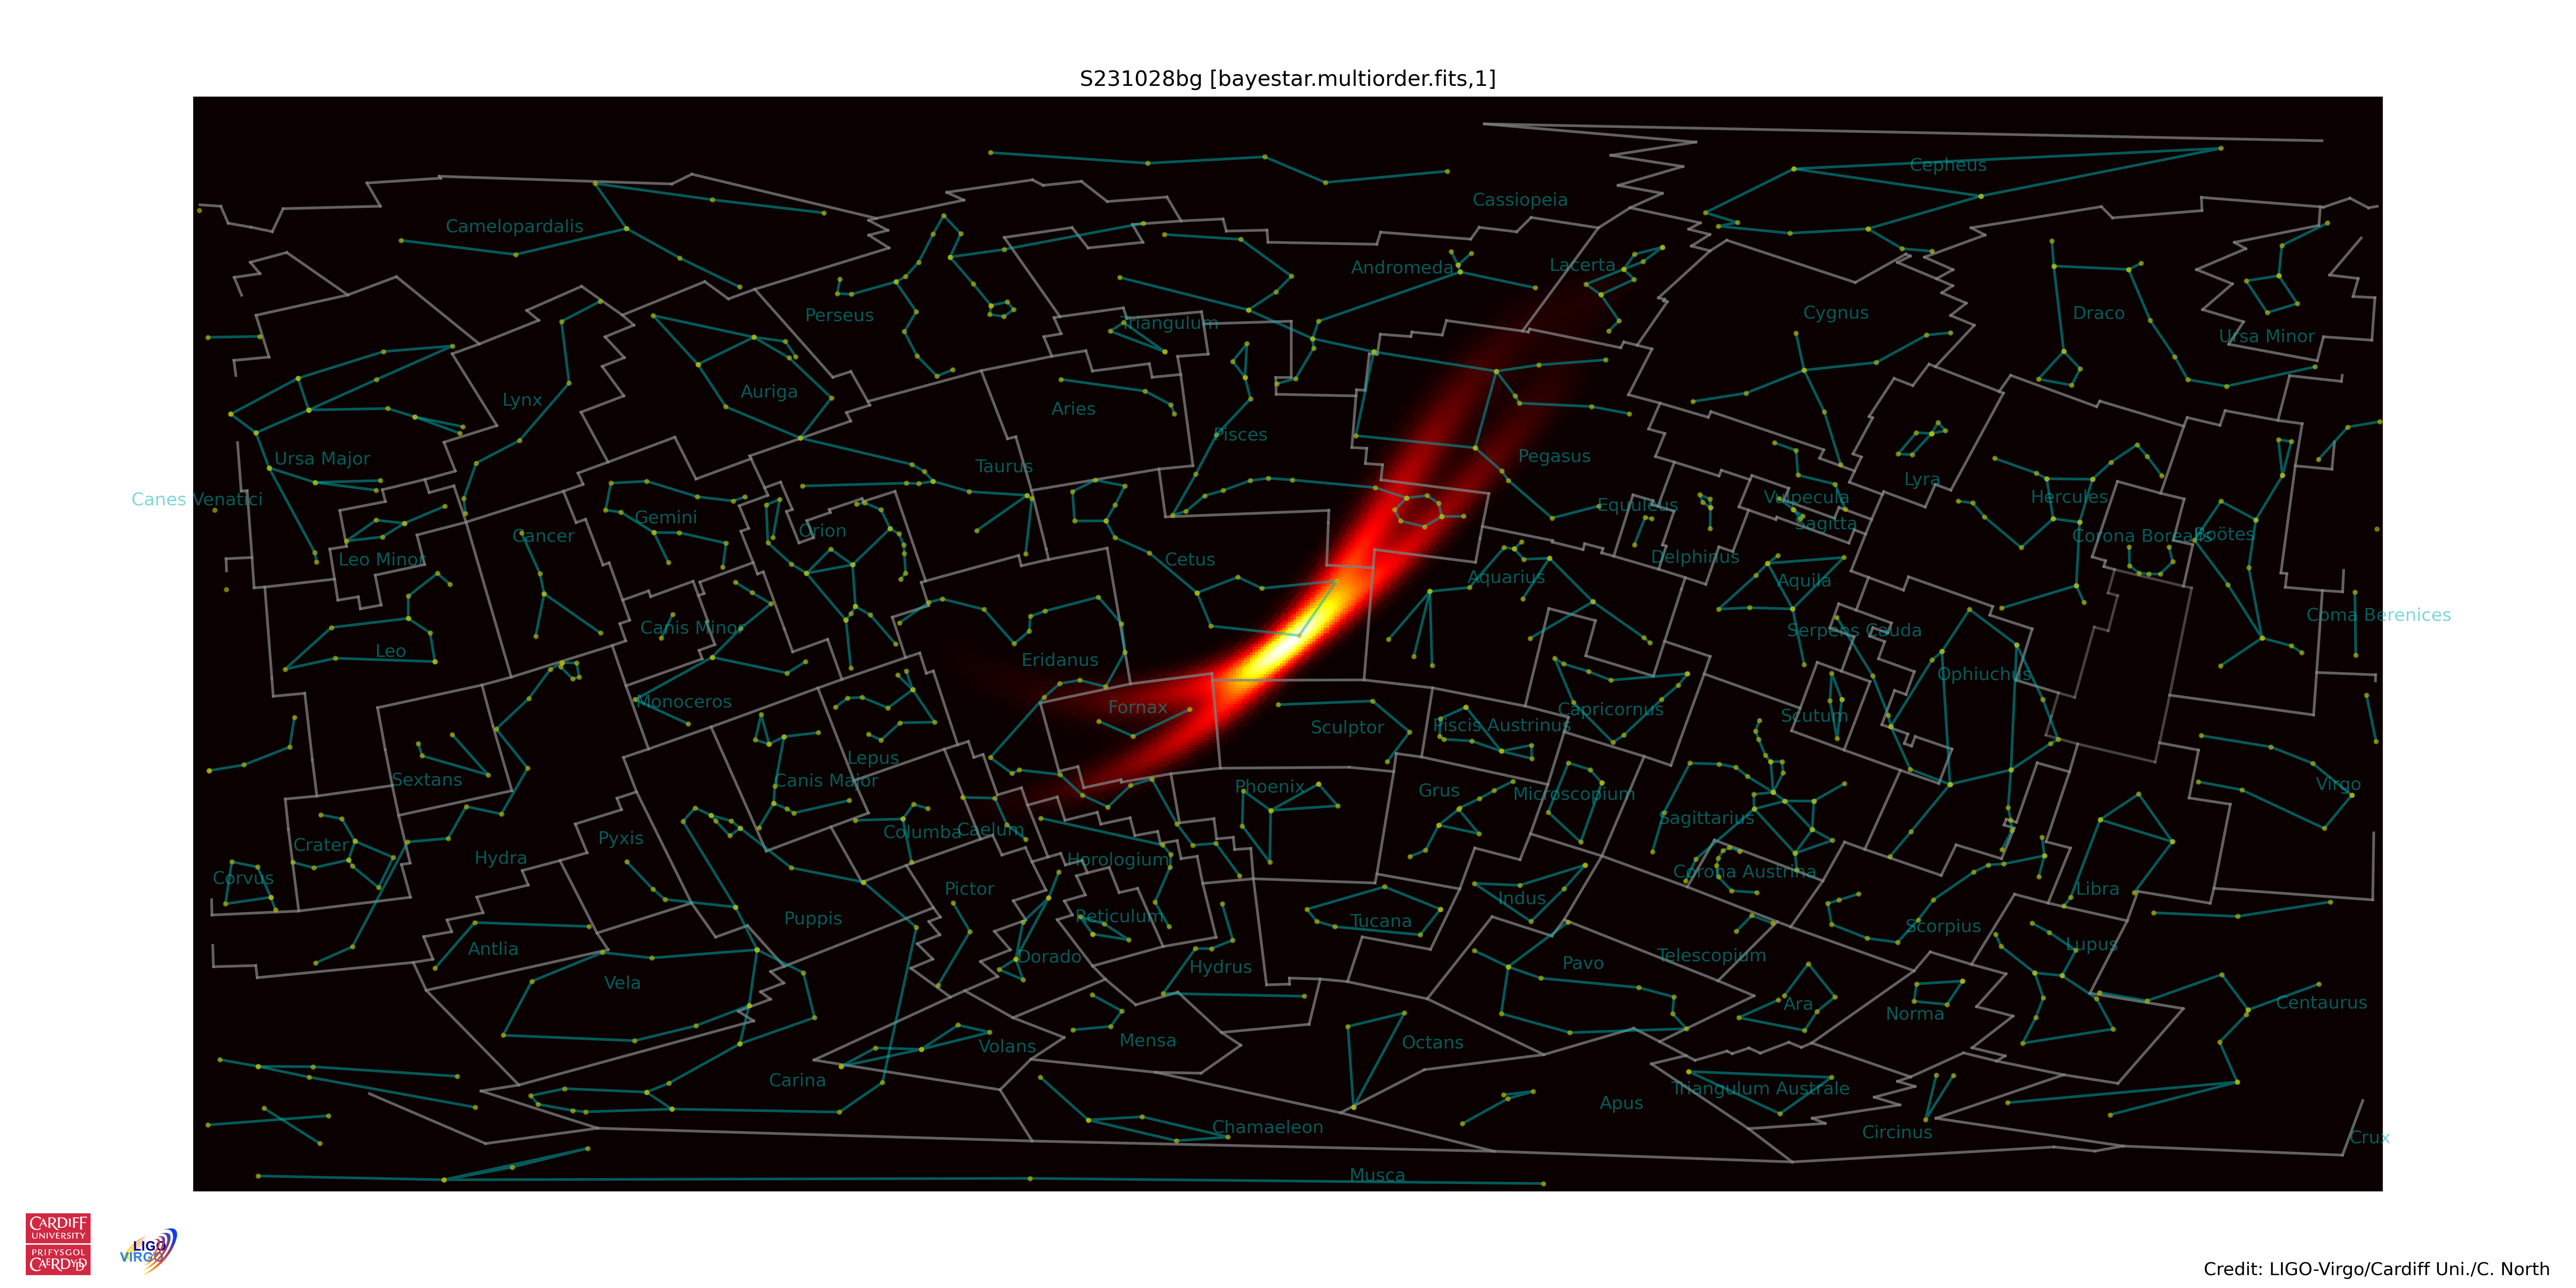 S231028bg [bayestar.multiorder.fits,1]
Cepheus
Cassiopeia
Camelopardalis
Andromeda
Lacerta
Perseus
Triangulum
Cygnus
Draco
Ursa Minor
Lynx
Auriga
Aries
Pisces
Pegasus
Ursa Major
Taurus
Lyra
Hercules
Canes Venatici
Gemini
Orion
Equuleus
Vulpecula
Sagitta
Cancer
Leo Minor
Cetus
Aquarius
Delphinus
Aquila
Corona Borealis
Boötes
Canis Minor
Serpens Cauda
Coma Berenices
Leo
Eridanus
Ophiuchus
Monoceros
Fornax
Sculptor
Piscis Austrinus
Capricornus
Scutum
Sextans
Lepus
Canis Major
Phoenix
Grus
Microscopium
Virgo
Sagittarius
Crater
Hydra
Pyxis
Columba
Caelum
Horologium
Corvus
Pictor
Corona Austrina
Libra
Puppis
Reticulum
Tucana
Indus
Scorpius
Antlia
Vela
Dorado
Hydrus
Pavo
Telescopium
Lupus
Ara
Norma
Centaurus
Volans
Mensa
Octans
Carina
Triangulum Australe
Apus
Chamaeleon
Circinus
Crux
Musca
CARDIFF
UNIVERSITY
PRIFYSGOL
CAERDYD
LIGO
VIRGO
Credit: LIGO-Virgo/Cardiff Uni./C. North